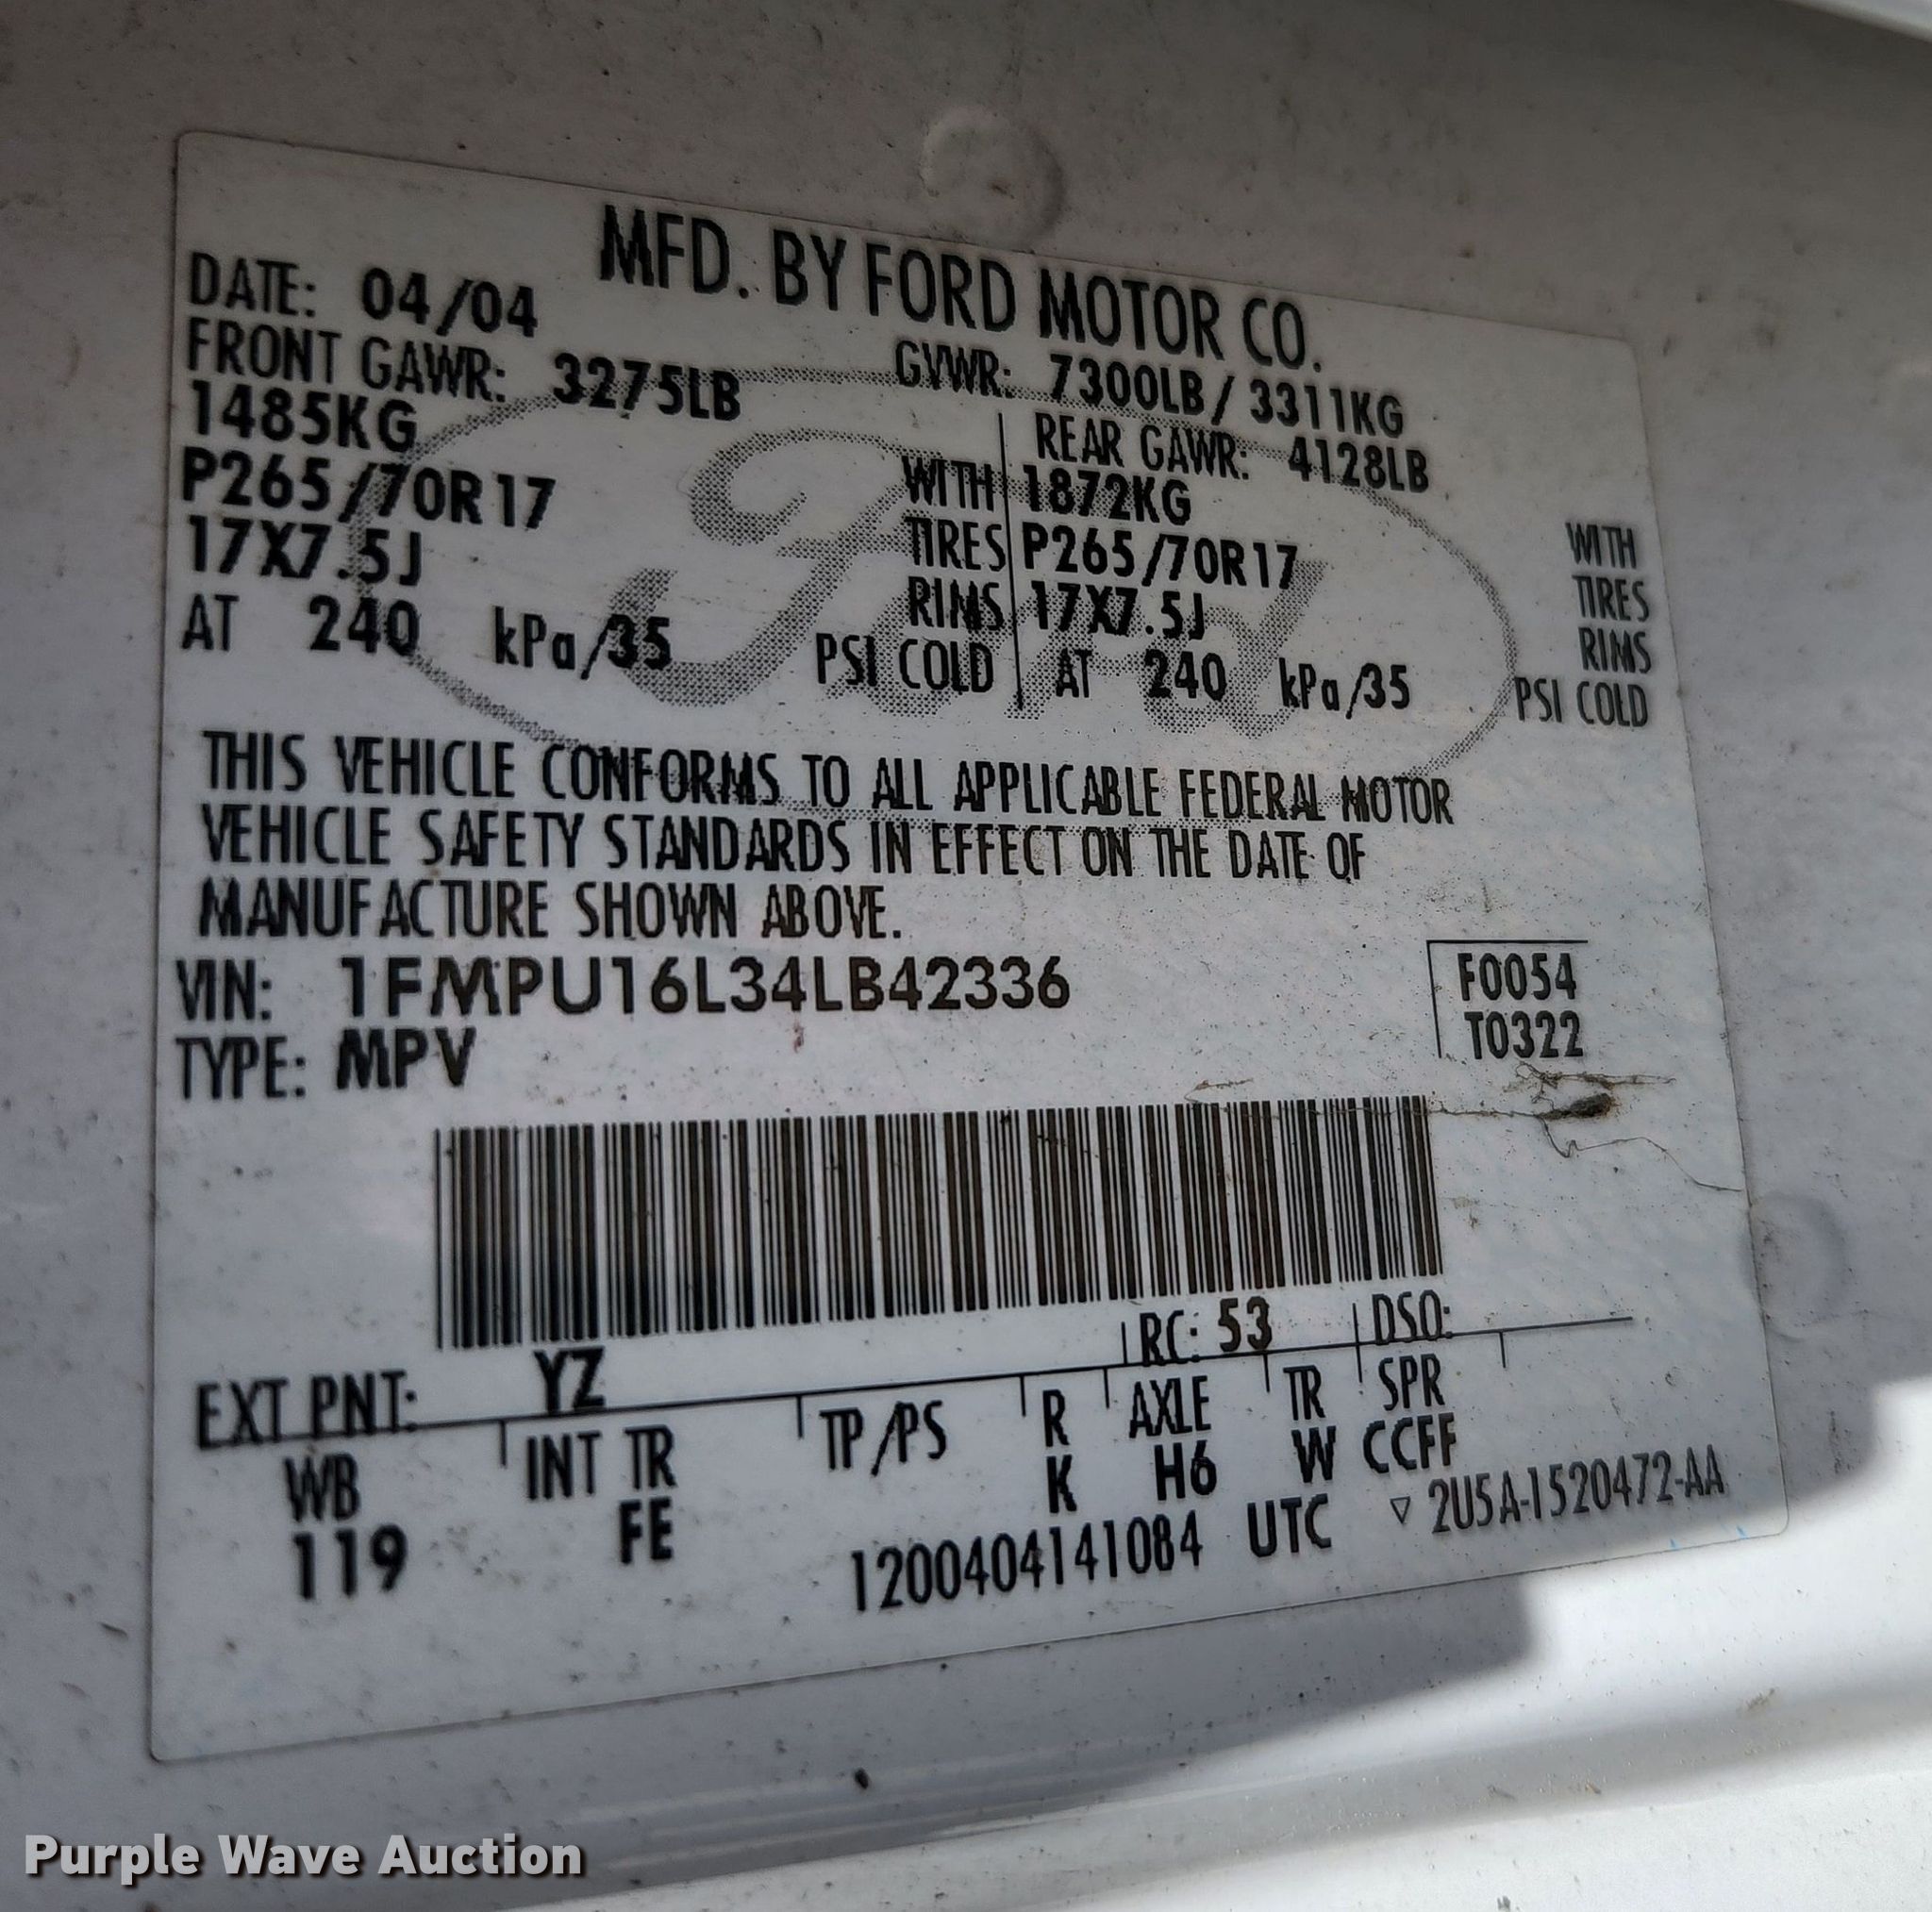 MFD. BY FORD MOTOR CO.
DATE: 04/04
GVWR: 7300LB / 3311KG
FRONT GAWR: 3275LB
REAR GAWR: 4128LB
1485KG WITH
1872KG WITH
P265/70R17 TIRES
P265/70R17 TIRES
17X7.5J RIMS
17X7.5J RIMS
AT 240 kPa/35 PSI COLD
AT 240 kPa/35 PSI COLD
Ford
THIS VEHICLE CONFORMS TO ALL APPLICABLE FEDERAL MOTOR
VEHICLE SAFETY STANDARDS IN EFFECT ON THE DATE OF
MANUFACTURE SHOWN ABOVE.
VIN: 1FMPU16L34LB42336
F0054
TYPE: MPV
T0322
EXT PNT: YZ RC: 53 DSO:
WB INT TR TP/PS R AXLE TR SPR
119 FE K H6 W CCFF
1200404141084 UTC ▽ 2U5A-1520472-AA
Purple Wave Auction